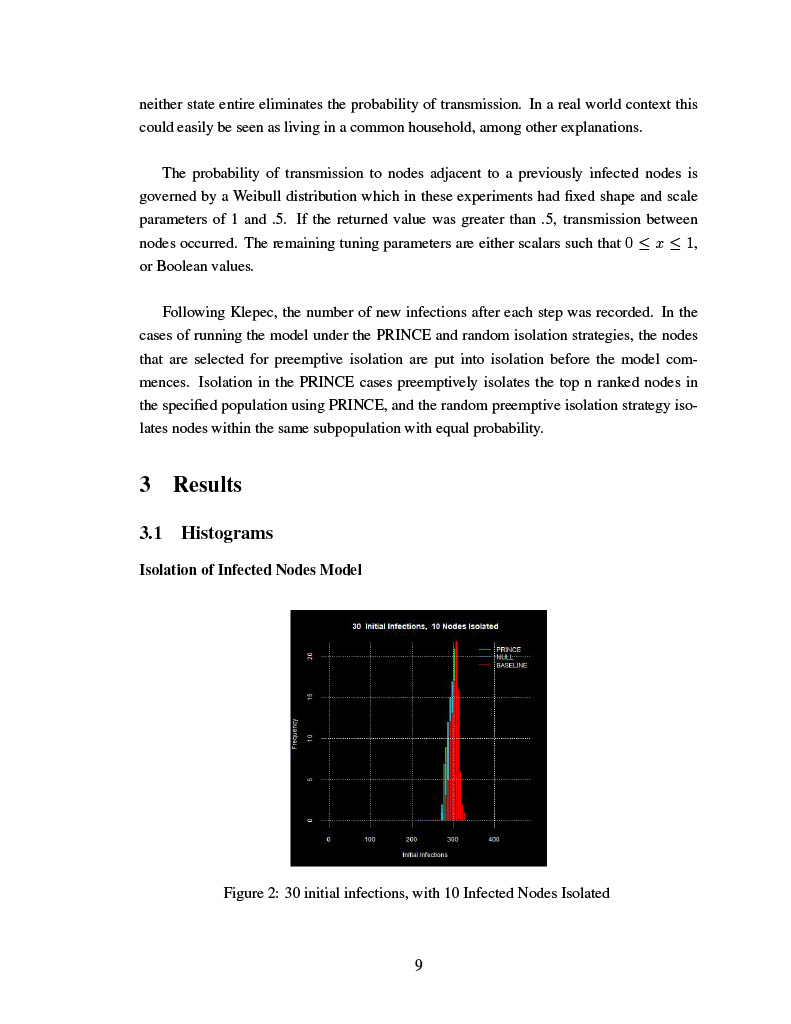 neither state entire eliminates the probability of transmission. In a real world context this
could easily be seen as living in a common household, among other explanations.
The probability of transmission to nodes adjacent to a previously infected nodes is
governed by a Weibull distribution which in these experiments had fixed shape and scale
parameters of 1 and .5. If the returned value was greater than .5, transmission between
nodes occurred. The remaining tuning parameters are either scalars such that 0 ≤ x ≤ 1,
or Boolean values.
Following Klepec, the number of new infections after each step was recorded. In the
cases of running the model under the PRINCE and random isolation strategies, the nodes
that are selected for preemptive isolation are put into isolation before the model com-
mences. Isolation in the PRINCE cases preemptively isolates the top n ranked nodes in
the specified population using PRINCE, and the random preemptive isolation strategy iso-
lates nodes within the same subpopulation with equal probability.
3 Results
3.1 Histograms
Isolation of Infected Nodes Model
30 Initial Infections, 10 Nodes Isolated
PRINCE
NULL
BASELINE
Frequency
20
15
10
5
0
0 100 200 300 400
Initial Infections
Figure 2: 30 initial infections, with 10 Infected Nodes Isolated
9